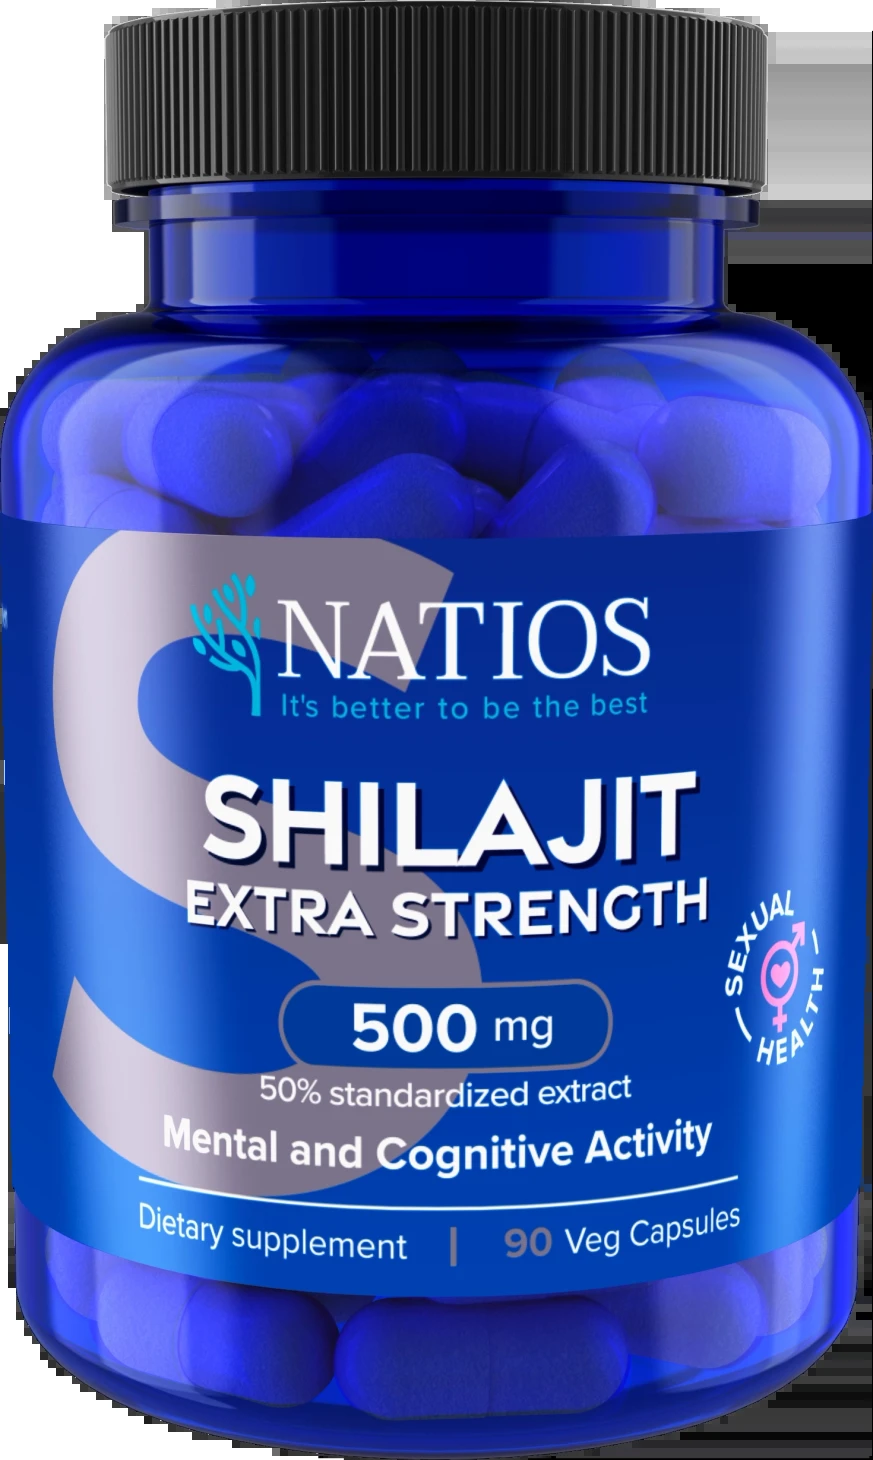 NATIOS
It's better to be the best
SHILAJIT
EXTRA STRENGTH
SEXUAL
HEALTH
500 mg
50% standardized extract
Mental and Cognitive Activity
Dietary supplement | 90 Veg Capsules